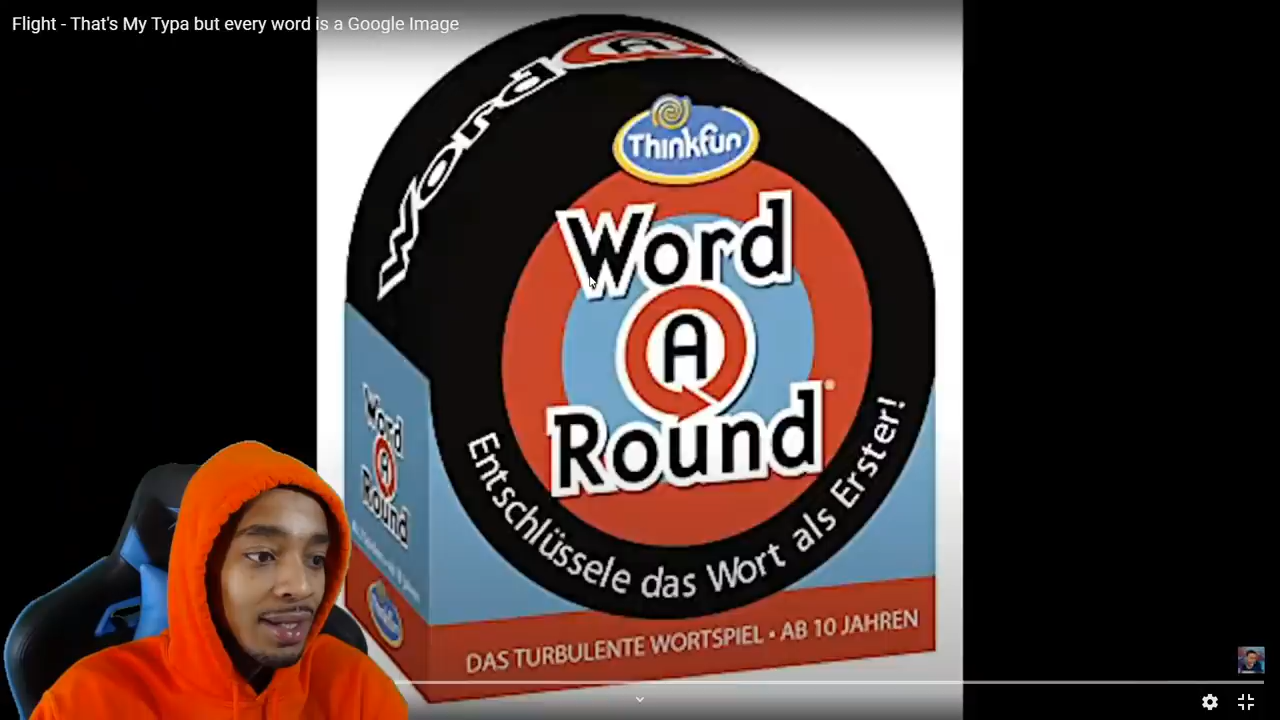 Flight - That's My Typa but every word is a Google Image
Word A
Thinkfun
Word
A
Round
Entschlüssele das Wort als Erster!
Word
A
Round
Thinkfun
DAS TURBULENTE WORTSPIEL • AB 10 JAHREN